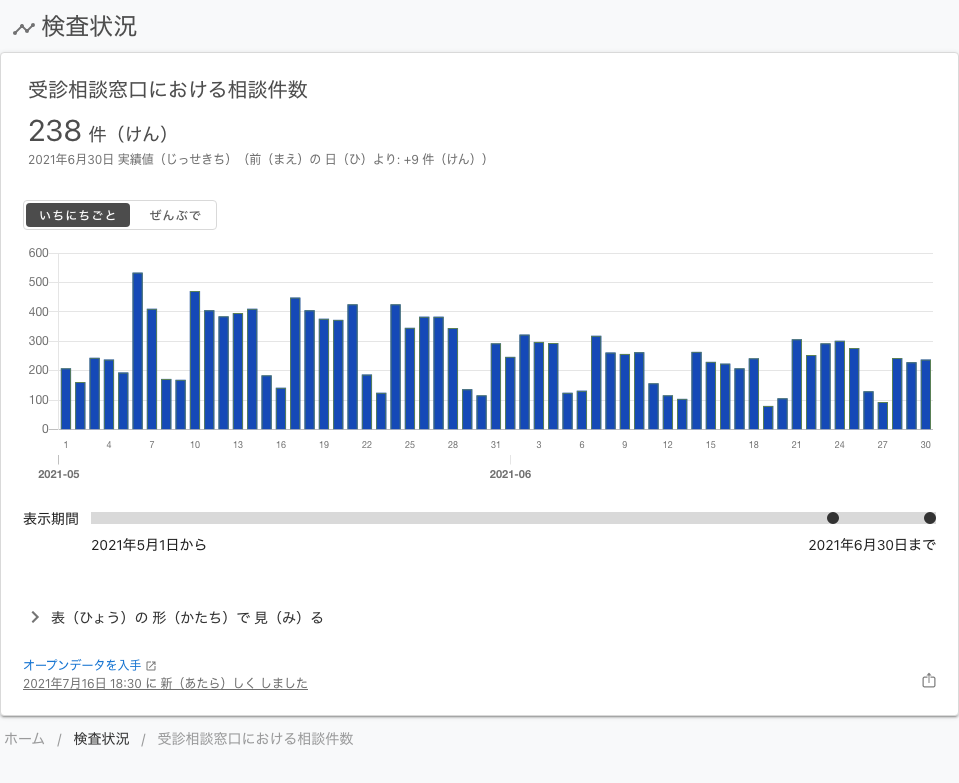 検査状況
受診相談窓口における相談件数
238 件（けん）
2021年6月30日 実績値（じっせきち）（前（まえ）の 日（ひ）より: +9 件（けん））
いちにちごと ぜんぶで
600
500
400
300
200
100
0
1 4 7 10 13 16 19 22 25 28 31 3 6 9 12 15 18 21 24 27 30
2021-05 2021-06
表示期間
2021年5月1日から 2021年6月30日まで
表（ひょう）の 形（かたち）で 見（み）る
オープンデータを入手
2021年7月16日 18:30 に 新（あたら）しく しました
ホーム / 検査状況 / 受診相談窓口における相談件数